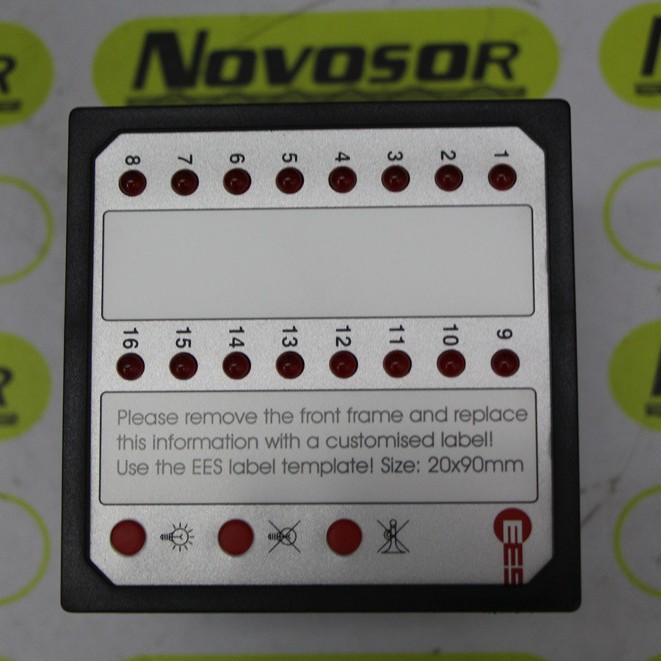 NOVOSOR
8 7 6 5 4 3 2 1
16 15 14 13 12 11 10 9
Please remove the front frame and replace
this information with a customised label!
Use the EES label template! Size: 20x90mm
EES